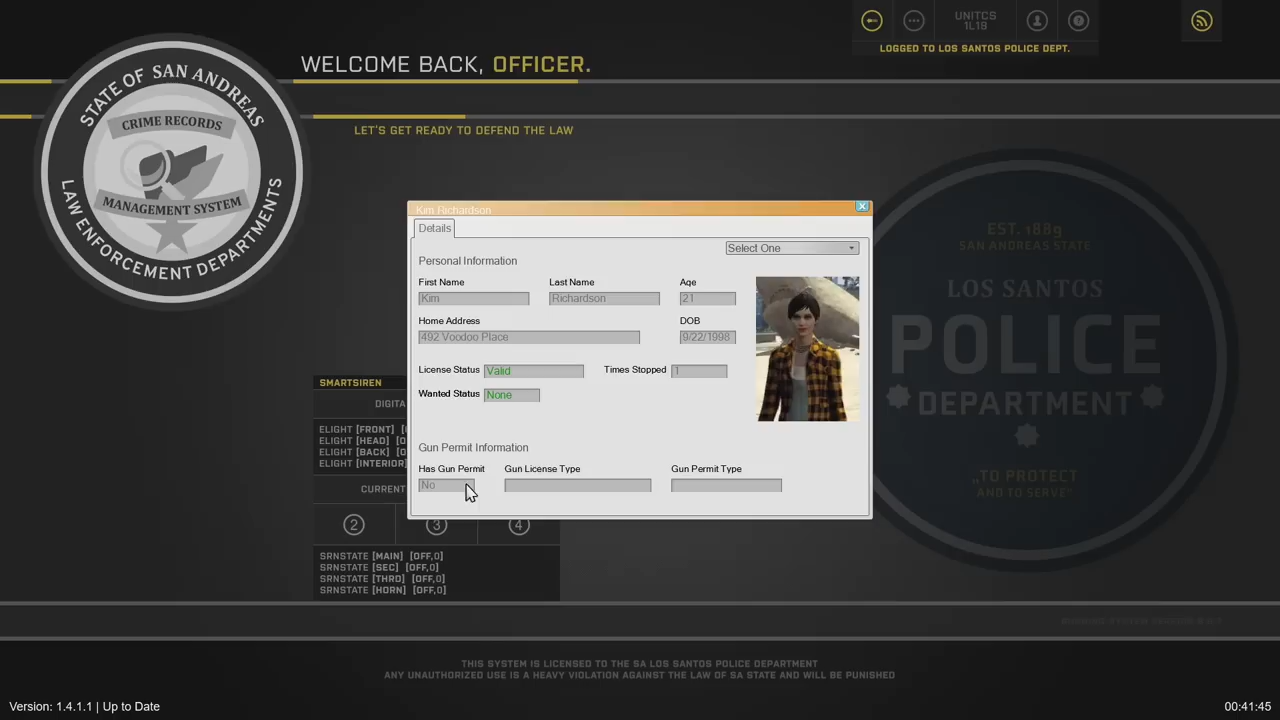 UNITCS
1L18
LOGGED TO LOS SANTOS POLICE DEPT.
WELCOME BACK, OFFICER.
LET'S GET READY TO DEFEND THE LAW
STATE OF SAN ANDREAS
CRIME RECORDS
MANAGEMENT SYSTEM
LAW ENFORCEMENT DEPARTMENTS
Kim Richardson
Details
Select One
Personal Information
First Name Last Name Age
Kim Richardson 21
Home Address DOB
492 Voodoo Place 9/22/1998
License Status Valid Times Stopped 1
Wanted Status None
Gun Permit Information
Has Gun Permit Gun License Type Gun Permit Type
No
EST. 1889
SAN ANDREAS STATE
LOS SANTOS
POLICE
DEPARTMENT
„TO PROTECT
AND TO SERVE"
SMARTSIREN
DIGITA
ELIGHT [FRONT] [O
ELIGHT [HEAD] [O
ELIGHT [BACK] [O
ELIGHT [INTERIOR]
CURRENT
2 3 4
SRNSTATE [MAIN] [OFF,0]
SRNSTATE [SEC] [OFF,0]
SRNSTATE [THRD] [OFF,0]
SRNSTATE [HORN] [OFF,0]
THIS SYSTEM IS LICENSED TO THE SA LOS SANTOS POLICE DEPARTMENT
ANY UNAUTHORIZED USE IS A HEAVY VIOLATION AGAINST THE LAW OF SA STATE AND WILL BE PUNISHED
Version: 1.4.1.1 | Up to Date
00:41:45